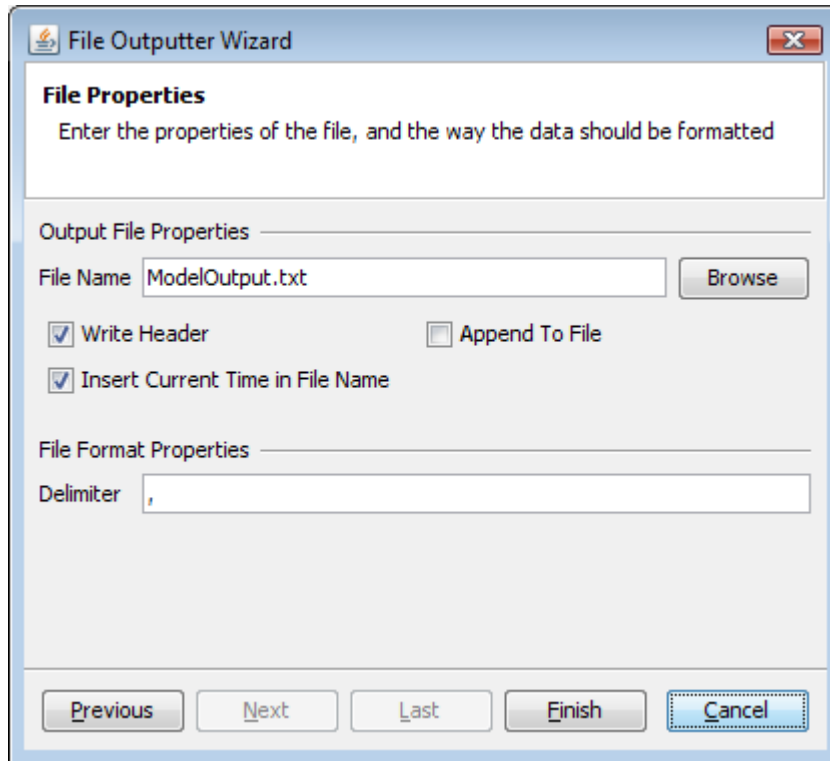 File Outputter Wizard
File Properties
Enter the properties of the file, and the way the data should be formatted
Output File Properties
File Name ModelOutput.txt Browse
Write Header Append To File
Insert Current Time in File Name
File Format Properties
Delimiter ,
Previous Next Last Finish Cancel